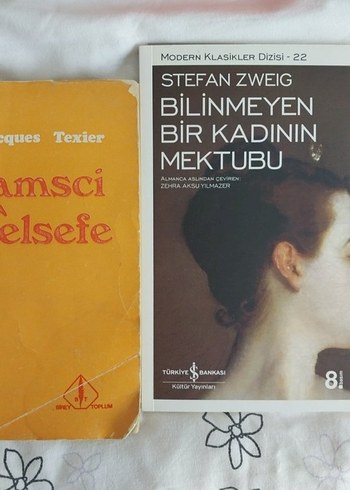 cques Texier
amsci
elsefe
BİREY TOPLUM
MODERN KLASİKLER DİZİSİ - 22
STEFAN ZWEIG
BİLİNMEYEN
BİR KADININ
MEKTUBU
ALMANCA ASLINDAN ÇEVİREN:
ZEHRA AKSU YILMAZER
TÜRKİYE İŞ BANKASI
Kültür Yayınları
8.
Basım